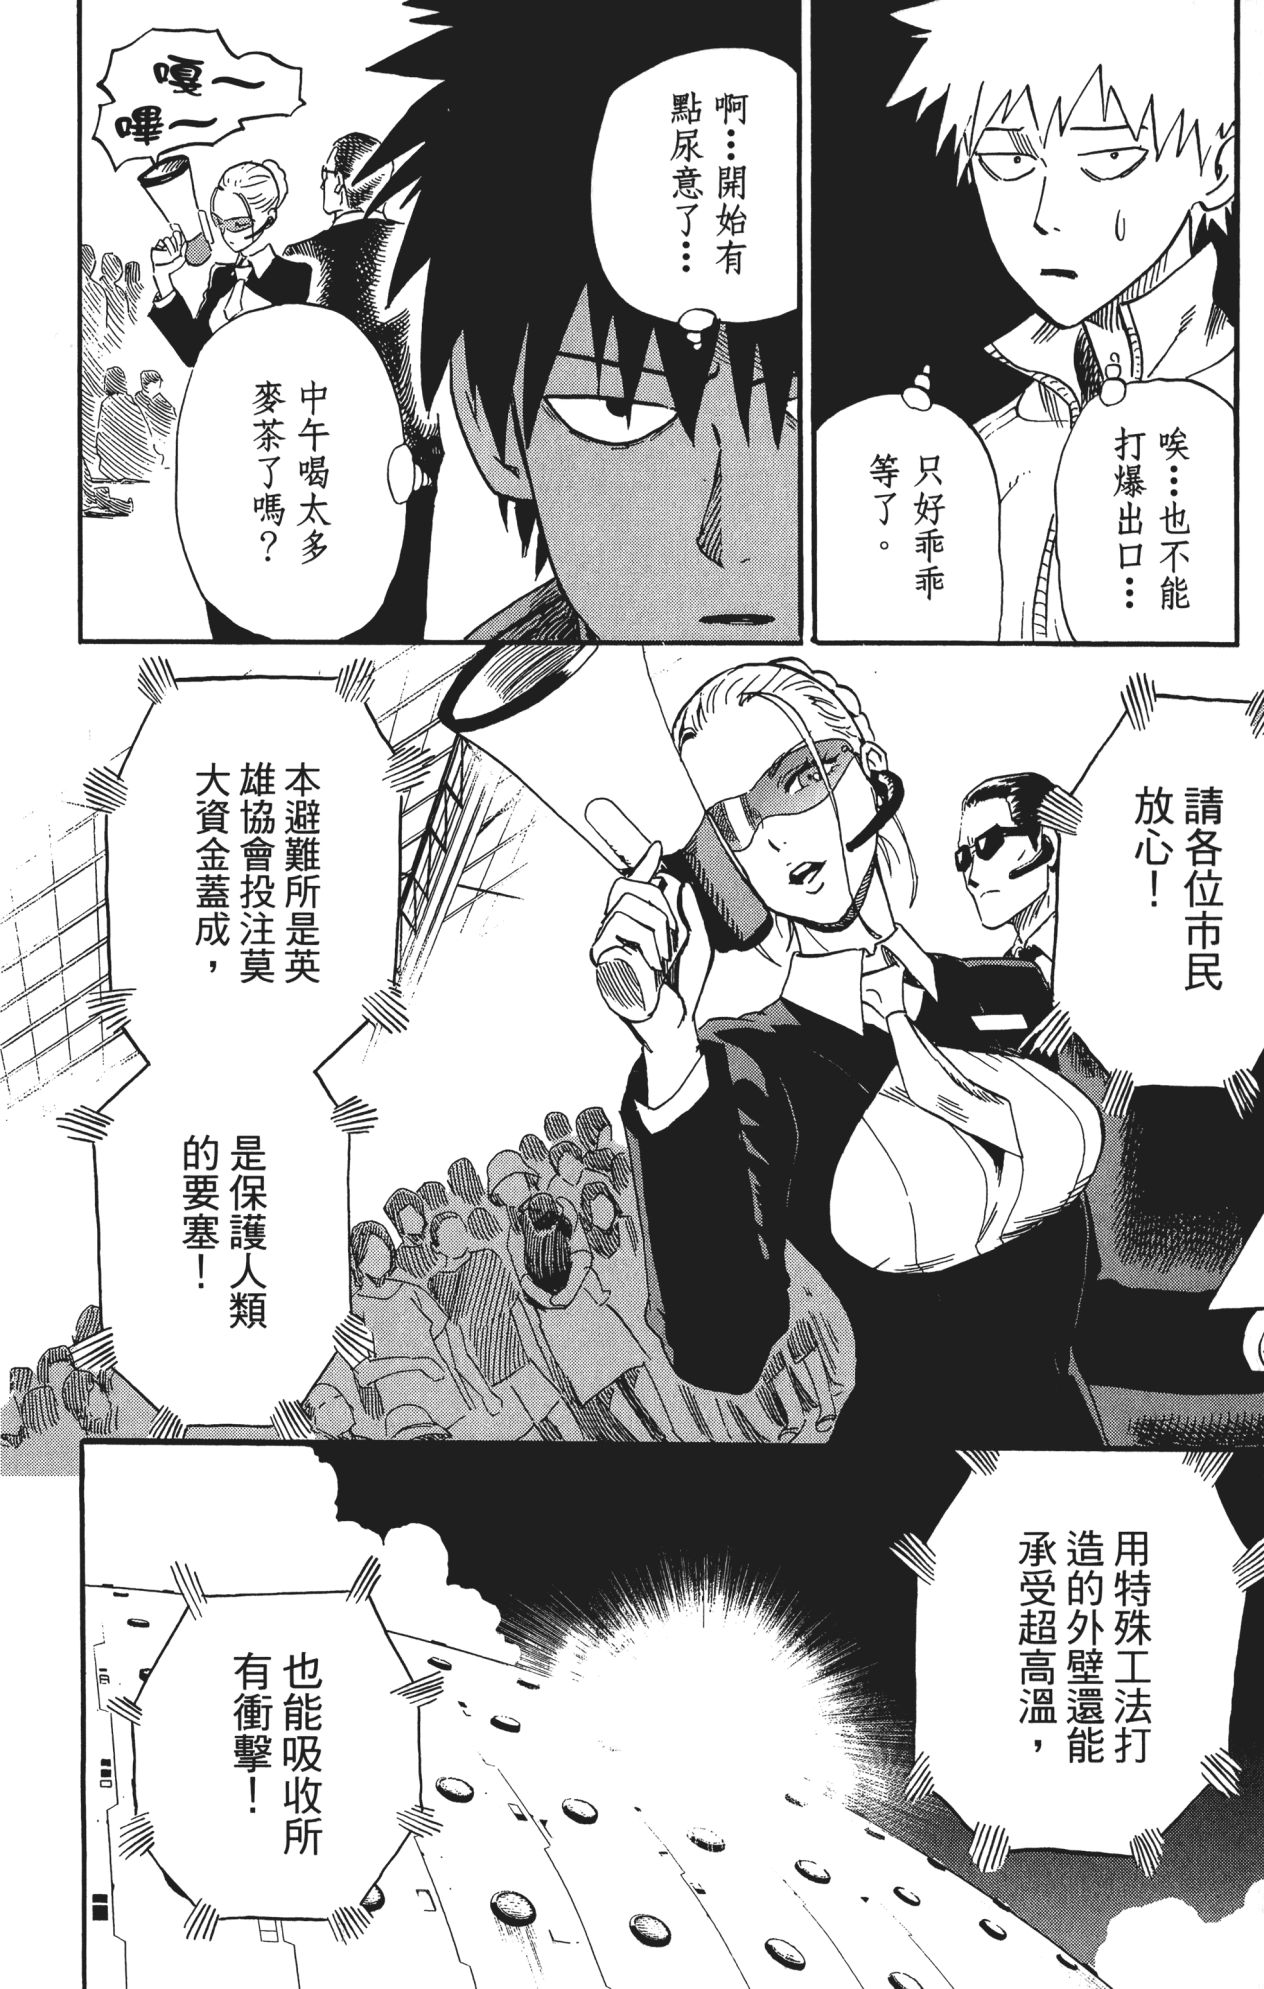 唉…也不能
打爆出口…
只好乖乖
等了。
啊…開始有
點尿意了…
中午喝太多
麥茶了嗎？
嘎—
嗶—
請各位市民
放心！
本避難所是英
雄協會投注莫
大資金蓋成，
是保護人類
的要塞！
用特殊工法打
造的外壁還能
承受超高溫，
也能吸收所
有衝擊！